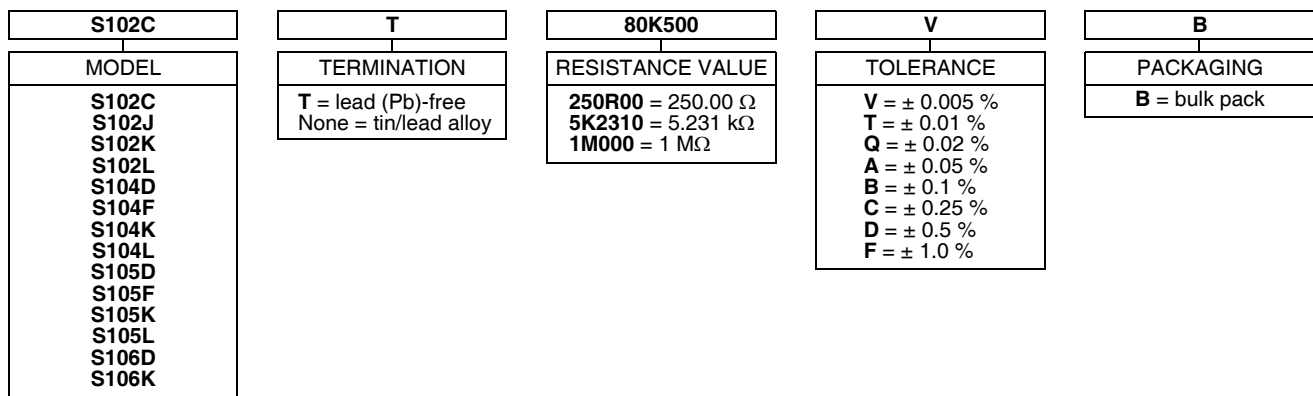 S102C
MODEL
S102C
S102J
S102K
S102L
S104D
S104F
S104K
S104L
S105D
S105F
S105K
S105L
S106D
S106K
T
TERMINATION
T = lead (Pb)-free
None = tin/lead alloy
80K500
RESISTANCE VALUE
250R00 = 250.00 Ω
5K2310 = 5.231 kΩ
1M000 = 1 MΩ
V
TOLERANCE
V = ± 0.005 %
T = ± 0.01 %
Q = ± 0.02 %
A = ± 0.05 %
B = ± 0.1 %
C = ± 0.25 %
D = ± 0.5 %
F = ± 1.0 %
B
PACKAGING
B = bulk pack